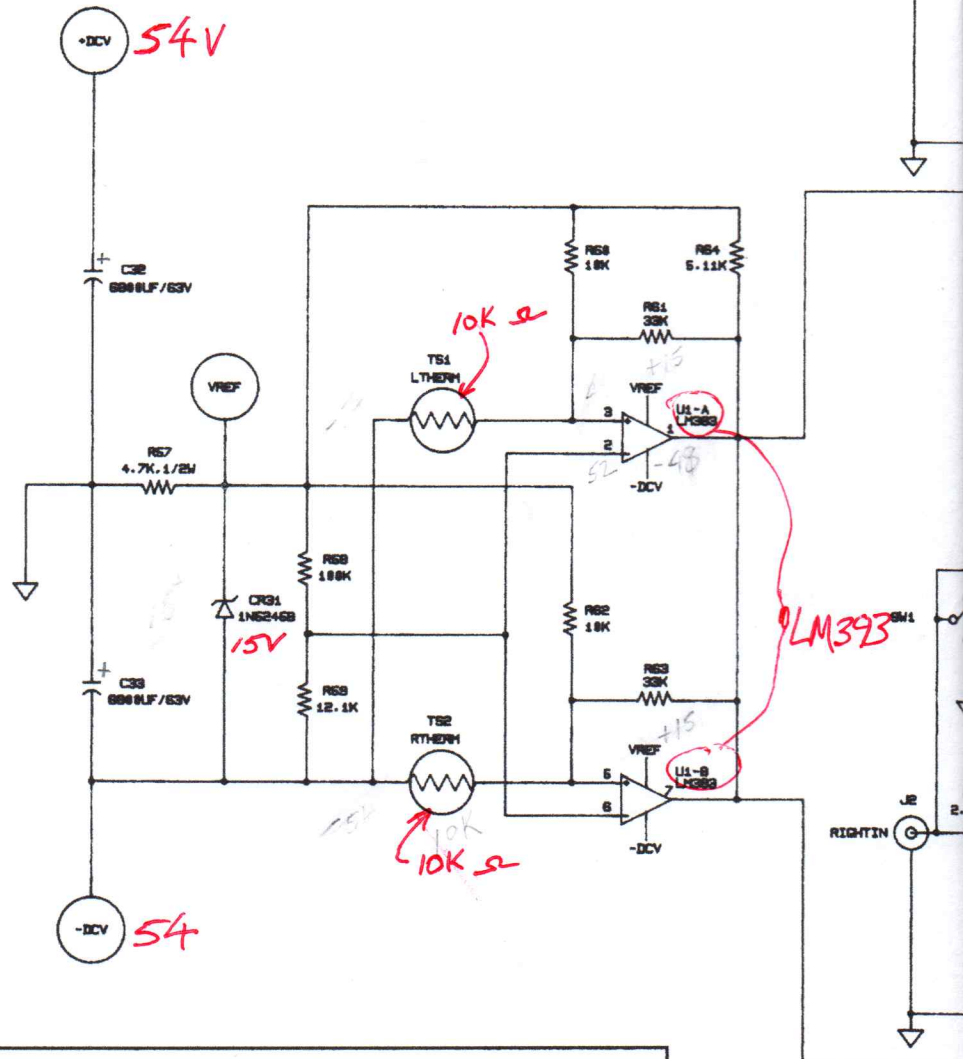 +DCV
54V
+
C32
6800UF/63V
R60
10K
R64
5.11K
10K Ω
R61
33K
TS1
LTHERM
VREF
VREF
+15
3
2
1
U1-A
LM393
-DCV
-48
52
R57
4.7K,1/2W
R58
100K
CR31
1N5246B
15V
R62
10K
LM393
SW1
+
C33
6800UF/63V
R59
12.1K
R63
33K
TS2
RTHERM
VREF
+15
5
6
7
U1-B
LM393
-DCV
10K
10K Ω
J2
2.
RIGHTIN
-DCV
54